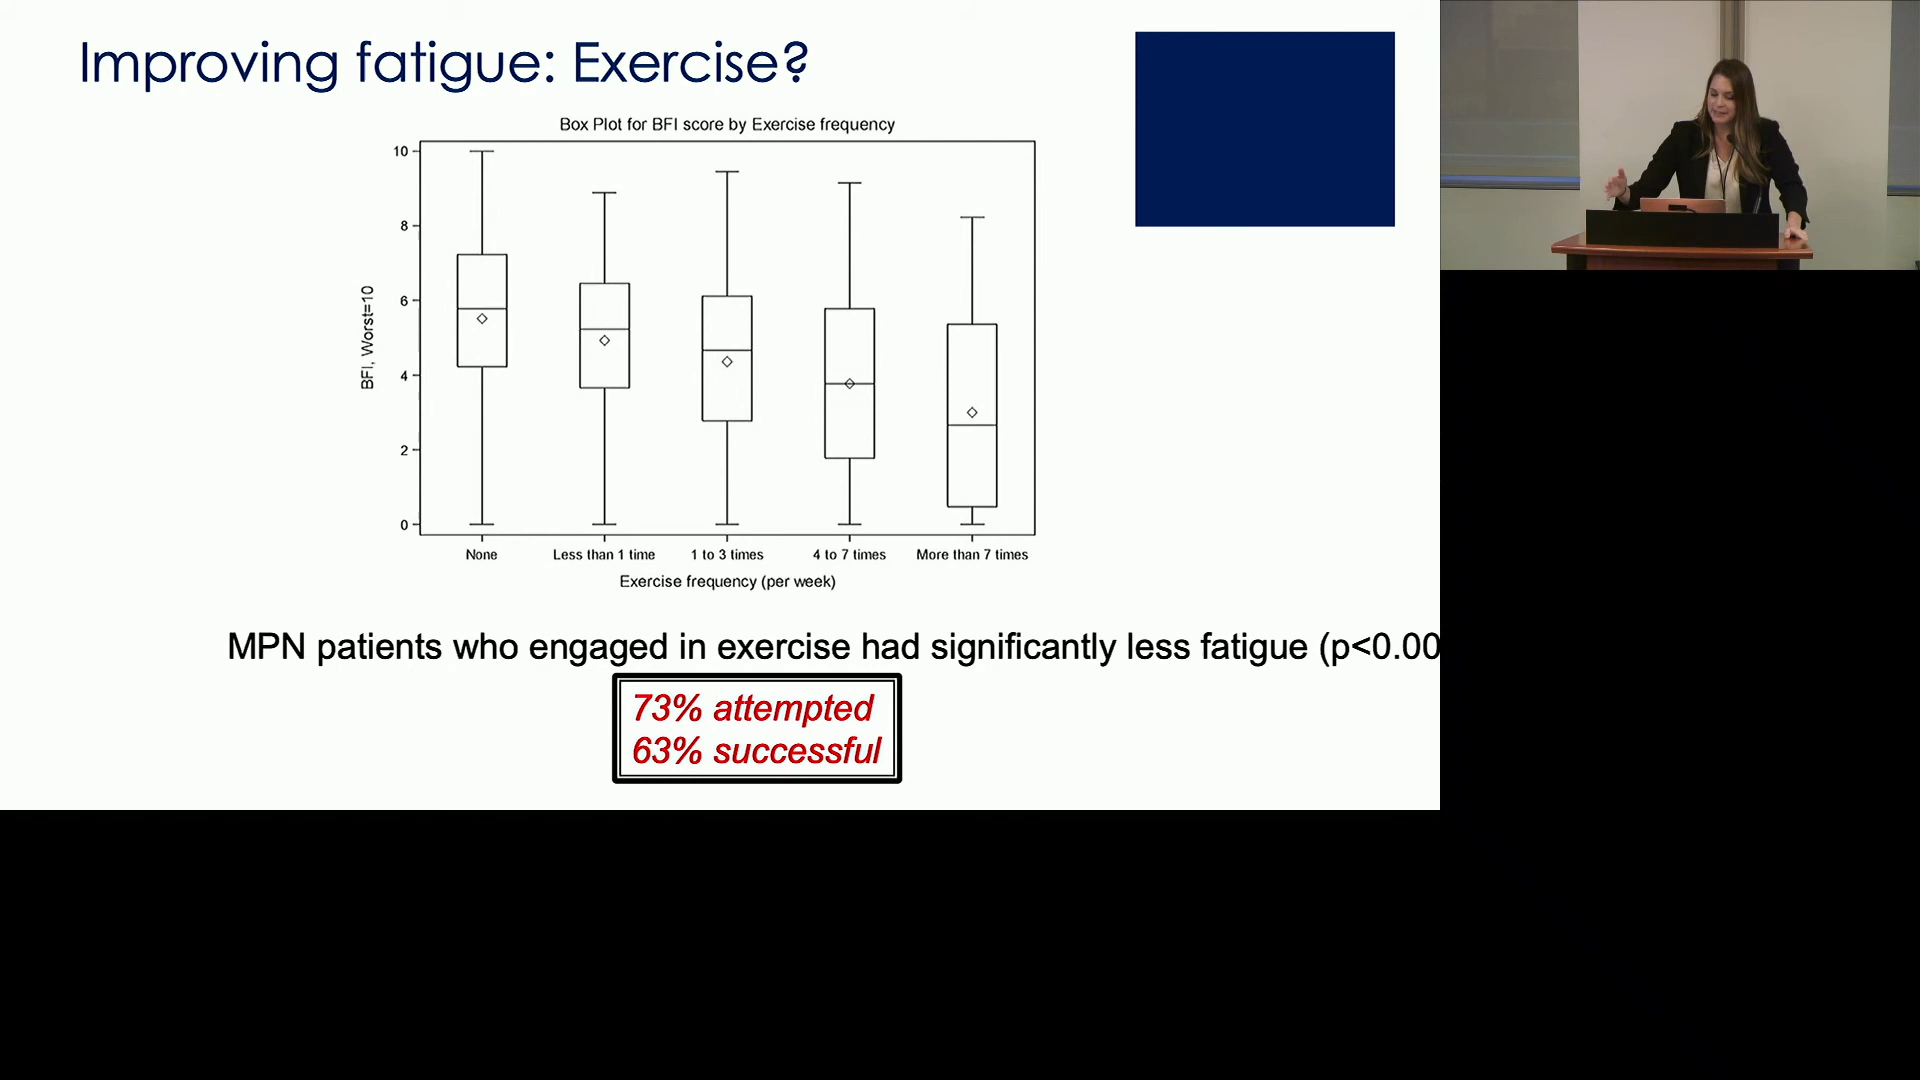 Improving fatigue: Exercise?
Box Plot for BFI score by Exercise frequency
BFI, Worst=10
10
8
6
4
2
0
None
Less than 1 time
1 to 3 times
4 to 7 times
More than 7 times
Exercise frequency (per week)
MPN patients who engaged in exercise had significantly less fatigue (p<0.00
73% attempted
63% successful